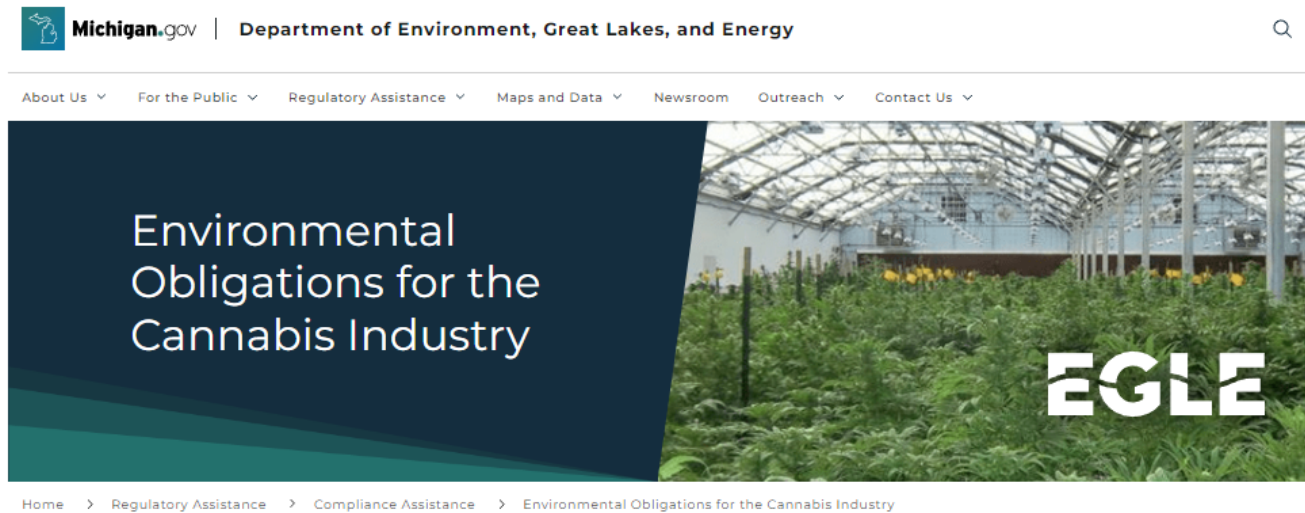 Michigan.gov | Department of Environment, Great Lakes, and Energy
About Us For the Public Regulatory Assistance Maps and Data Newsroom Outreach Contact Us
Environmental
Obligations for the
Cannabis Industry
EGLE
Home > Regulatory Assistance > Compliance Assistance > Environmental Obligations for the Cannabis Industry